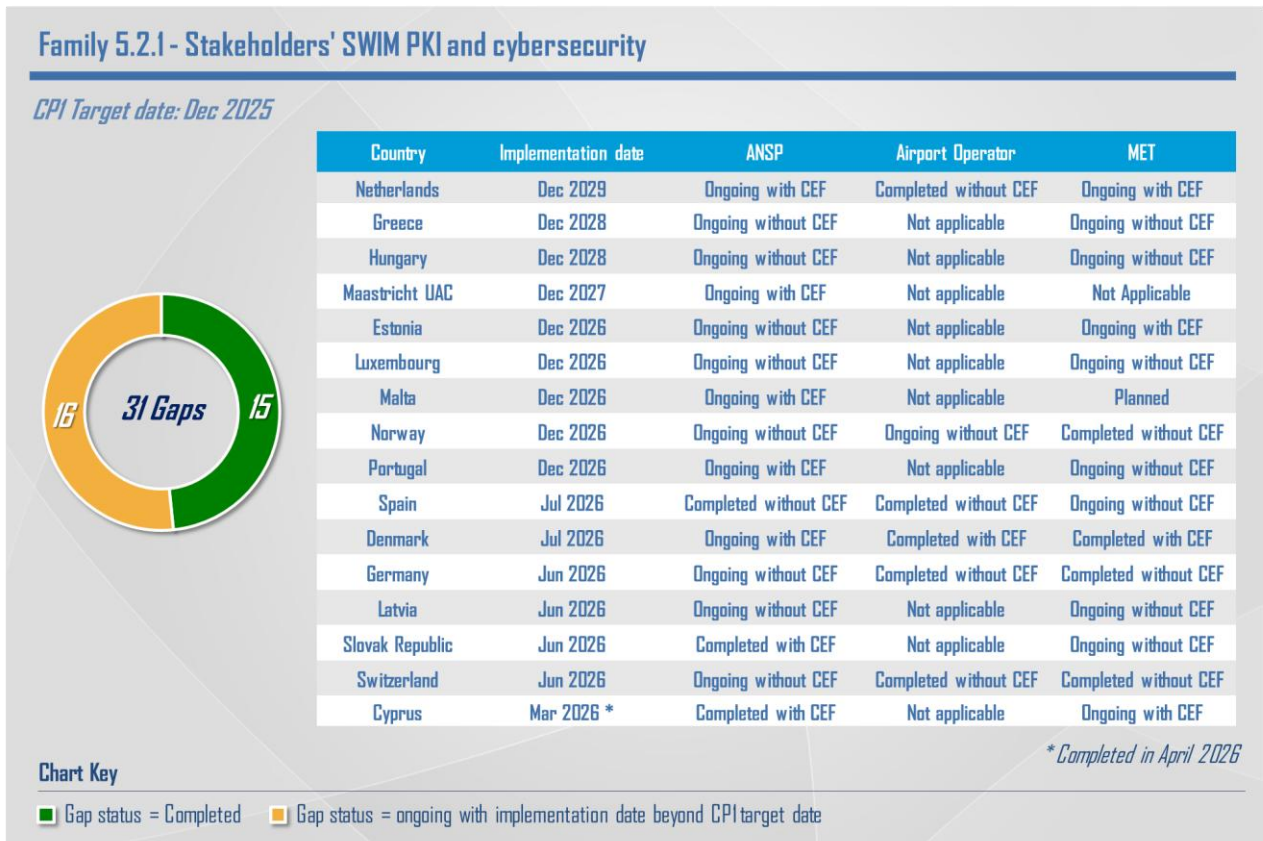 Family 5.2.1 - Stakeholders' SWIM PKI and cybersecurity
CP1 Target date: Dec 2025
Country Implementation date ANSP Airport Operator MET
Netherlands Dec 2029 Ongoing with CEF Completed without CEF Ongoing with CEF
Greece Dec 2028 Ongoing without CEF Not applicable Ongoing without CEF
Hungary Dec 2028 Ongoing without CEF Not applicable Ongoing without CEF
Maastricht UAC Dec 2027 Ongoing with CEF Not applicable Not Applicable
Estonia Dec 2026 Ongoing without CEF Not applicable Ongoing with CEF
Luxembourg Dec 2026 Ongoing without CEF Not applicable Ongoing without CEF
Malta Dec 2026 Ongoing without CEF Not applicable Planned
Norway Dec 2026 Ongoing without CEF Ongoing without CEF Completed without CEF
Portugal Dec 2026 Ongoing with CEF Not applicable Ongoing without CEF
Spain Jul 2026 Completed without CEF Completed without CEF Ongoing without CEF
Denmark Jul 2026 Ongoing with CEF Completed with CEF Completed with CEF
Germany Jun 2026 Ongoing without CEF Completed without CEF Completed without CEF
Latvia Jun 2026 Ongoing without CEF Not applicable Ongoing without CEF
Slovak Republic Jun 2026 Completed with CEF Not applicable Ongoing without CEF
Switzerland Jun 2026 Ongoing without CEF Completed without CEF Completed without CEF
Cyprus Mar 2026 * Completed with CEF Not applicable Ongoing with CEF
16 31 Gaps 15
* Completed in April 2026
Chart Key
Gap status = Completed Gap status = ongoing with implementation date beyond CP1 target date